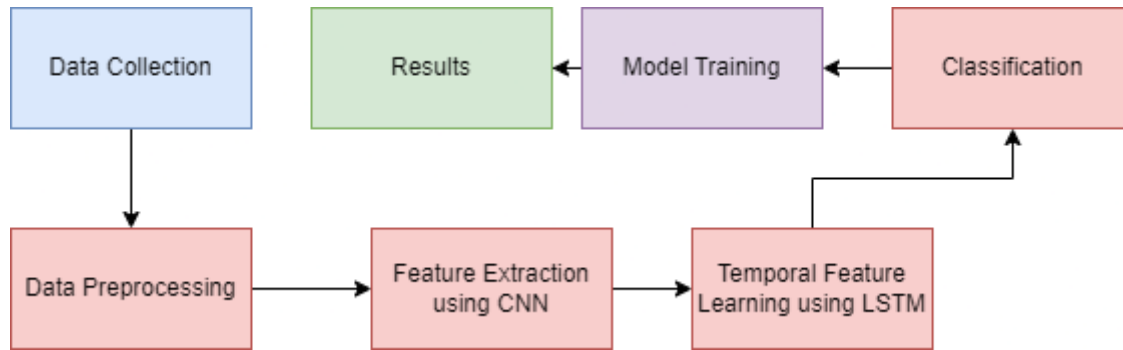 Data Collection
Results
Model Training
Classification
Data Preprocessing
Feature Extraction
using CNN
Temporal Feature
Learning using LSTM